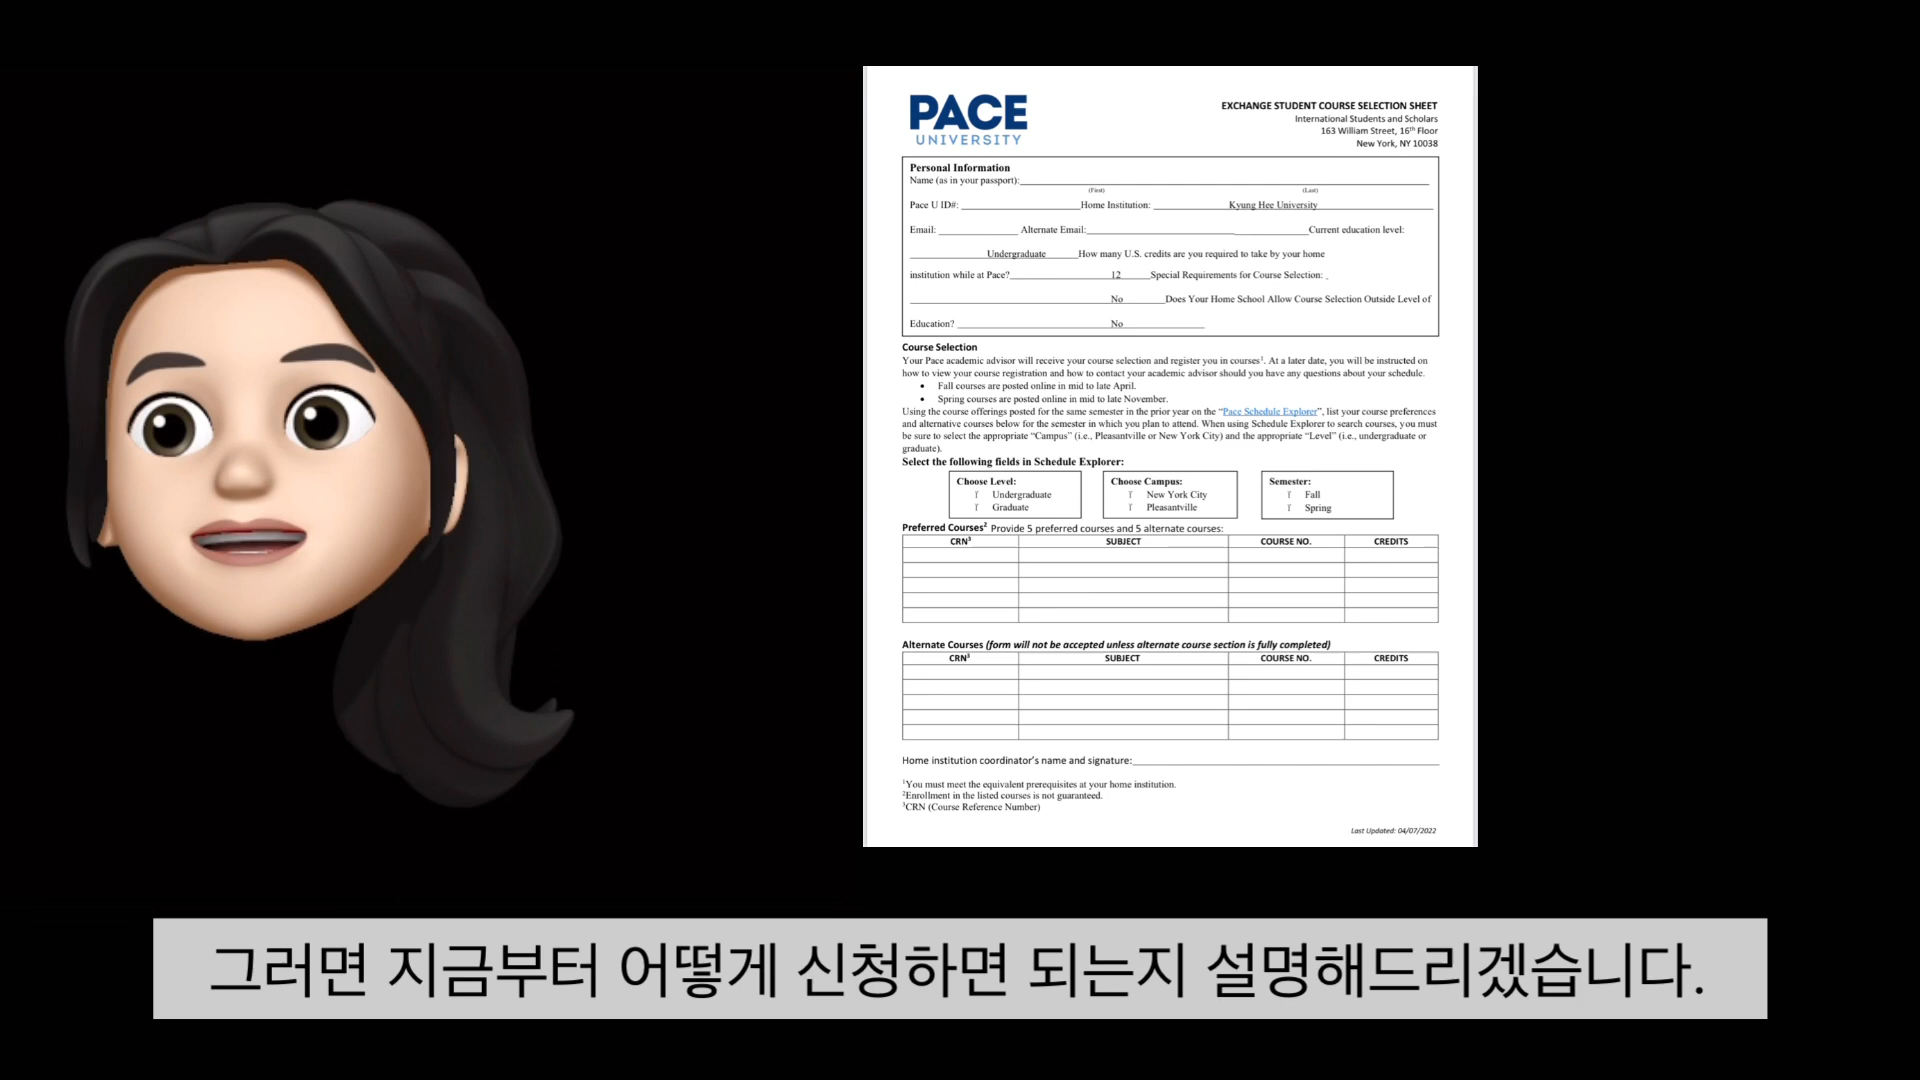 PACE
UNIVERSITY
EXCHANGE STUDENT COURSE SELECTION SHEET
International Students and Scholars
163 William Street, 16th Floor
New York, NY 10038
Personal Information
Name (as in your passport):
(First) (Last)
Pace U ID#: Home Institution: Kyung Hee University
Email: Alternate Email: Current education level:
Undergraduate How many U.S. credits are you required to take by your home
institution while at Pace? 12 Special Requirements for Course Selection:
No Does Your Home School Allow Course Selection Outside Level of
Education? No
Course Selection
Your Pace academic advisor will receive your course selection and register you in courses1. At a later date, you will be instructed on
how to view your course registration and how to contact your academic advisor should you have any questions about your schedule.
• Fall courses are posted online in mid to late April.
• Spring courses are posted online in mid to late November.
Using the course offerings posted for the same semester in the prior year on the “Pace Schedule Explorer”, list your course preferences
and alternative courses below for the semester in which you plan to attend. When using Schedule Explorer to search courses, you must
be sure to select the appropriate “Campus” (i.e., Pleasantville or New York City) and the appropriate “Level” (i.e., undergraduate or
graduate).
Select the following fields in Schedule Explorer:
Choose Level: Choose Campus: Semester:
Undergraduate New York City Fall
Graduate Pleasantville Spring
Preferred Courses2 Provide 5 preferred courses and 5 alternate courses:
CRN3 SUBJECT COURSE NO. CREDITS
Alternate Courses (form will not be accepted unless alternate course section is fully completed)
CRN3 SUBJECT COURSE NO. CREDITS
Home institution coordinator's name and signature:
1You must meet the equivalent prerequisites at your home institution.
2Enrollment in the listed courses is not guaranteed.
3CRN (Course Reference Number)
Last Updated: 04/07/2022
그러면 지금부터 어떻게 신청하면 되는지 설명해드리겠습니다.